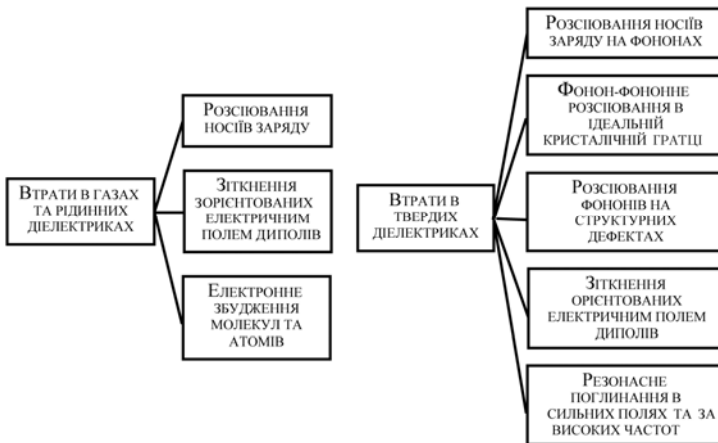 Втрати в газах
та рідинних
діелектриках
Розсіювання
носіїв заряду
Зіткнення
зорієнтованих
електричним
полем диполів
Електронне
збудження
молекул та
атомів
Втрати в
твердих
діелектриках
Розсіювання носіїв
заряду на фононах
Фонон-фононне
розсіювання в
ідеальній
кристалічній гратці
Розсіювання
фононів на
структурних
дефектах
Зіткнення
орієнтованих
електричним полем
диполів
Резонасне
поглинання в
сильних полях та за
високих частот